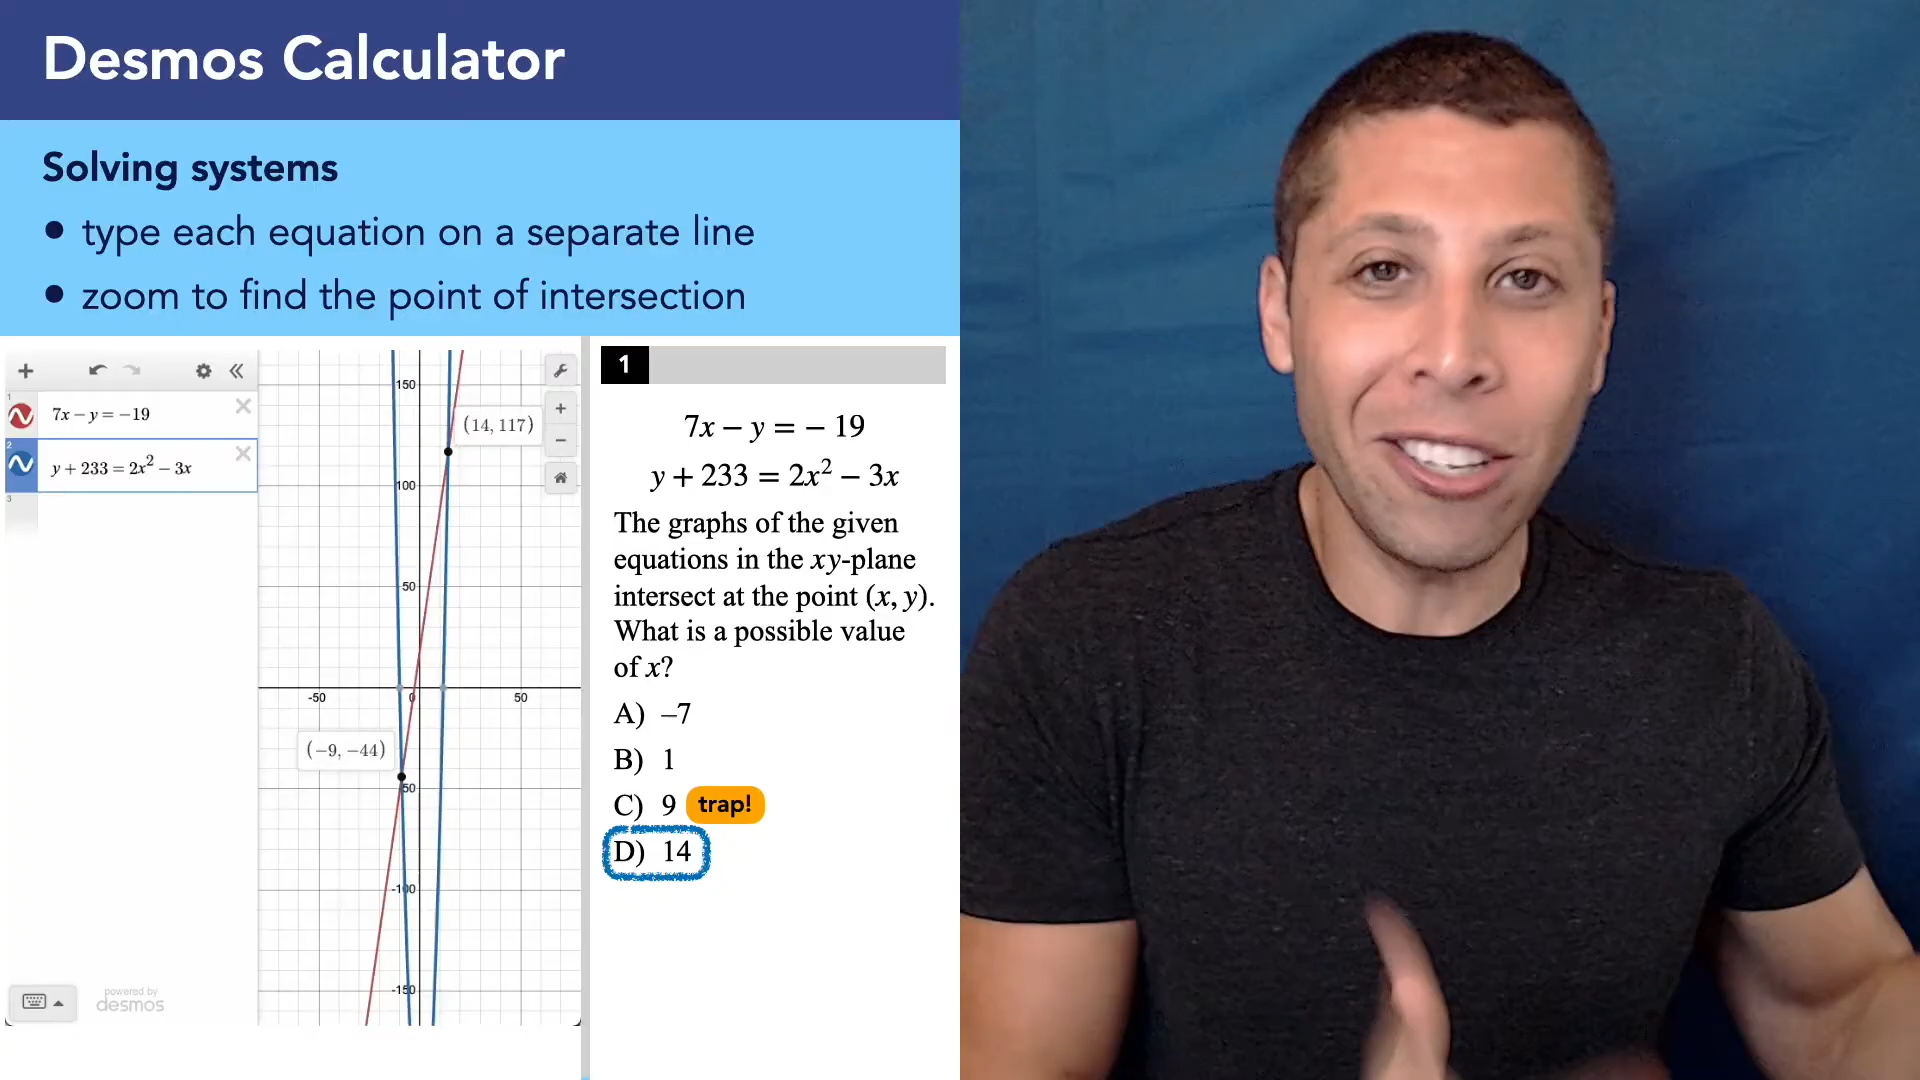 Desmos Calculator
Solving systems
• type each equation on a separate line
• zoom to find the point of intersection
1
7x − y = −19
2
y + 233 = 2x² − 3x
3
powered by
desmos
150
(14, 117)
100
50
-50
0
50
(−9, −44)
-50
-100
-150
1
7x − y = − 19
y + 233 = 2x² − 3x
The graphs of the given
equations in the xy-plane
intersect at the point (x, y).
What is a possible value
of x?
A) –7
B) 1
C) 9 trap!
D) 14